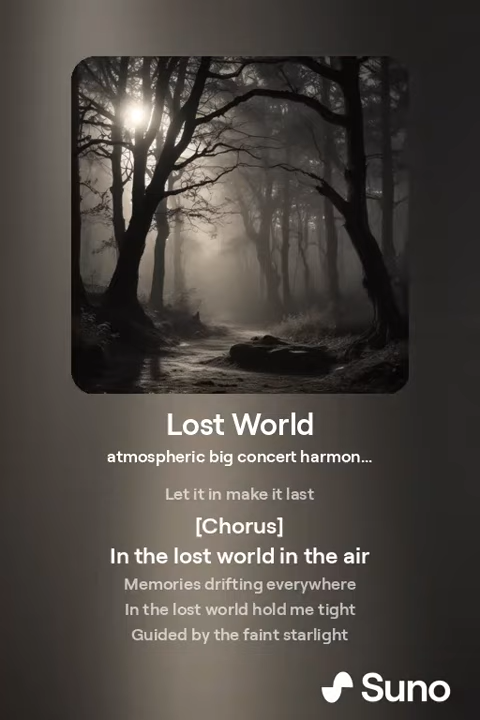 Lost World
atmospheric big concert harmon...
Let it in make it last
[Chorus]
In the lost world in the air
Memories drifting everywhere
In the lost world hold me tight
Guided by the faint starlight
Suno